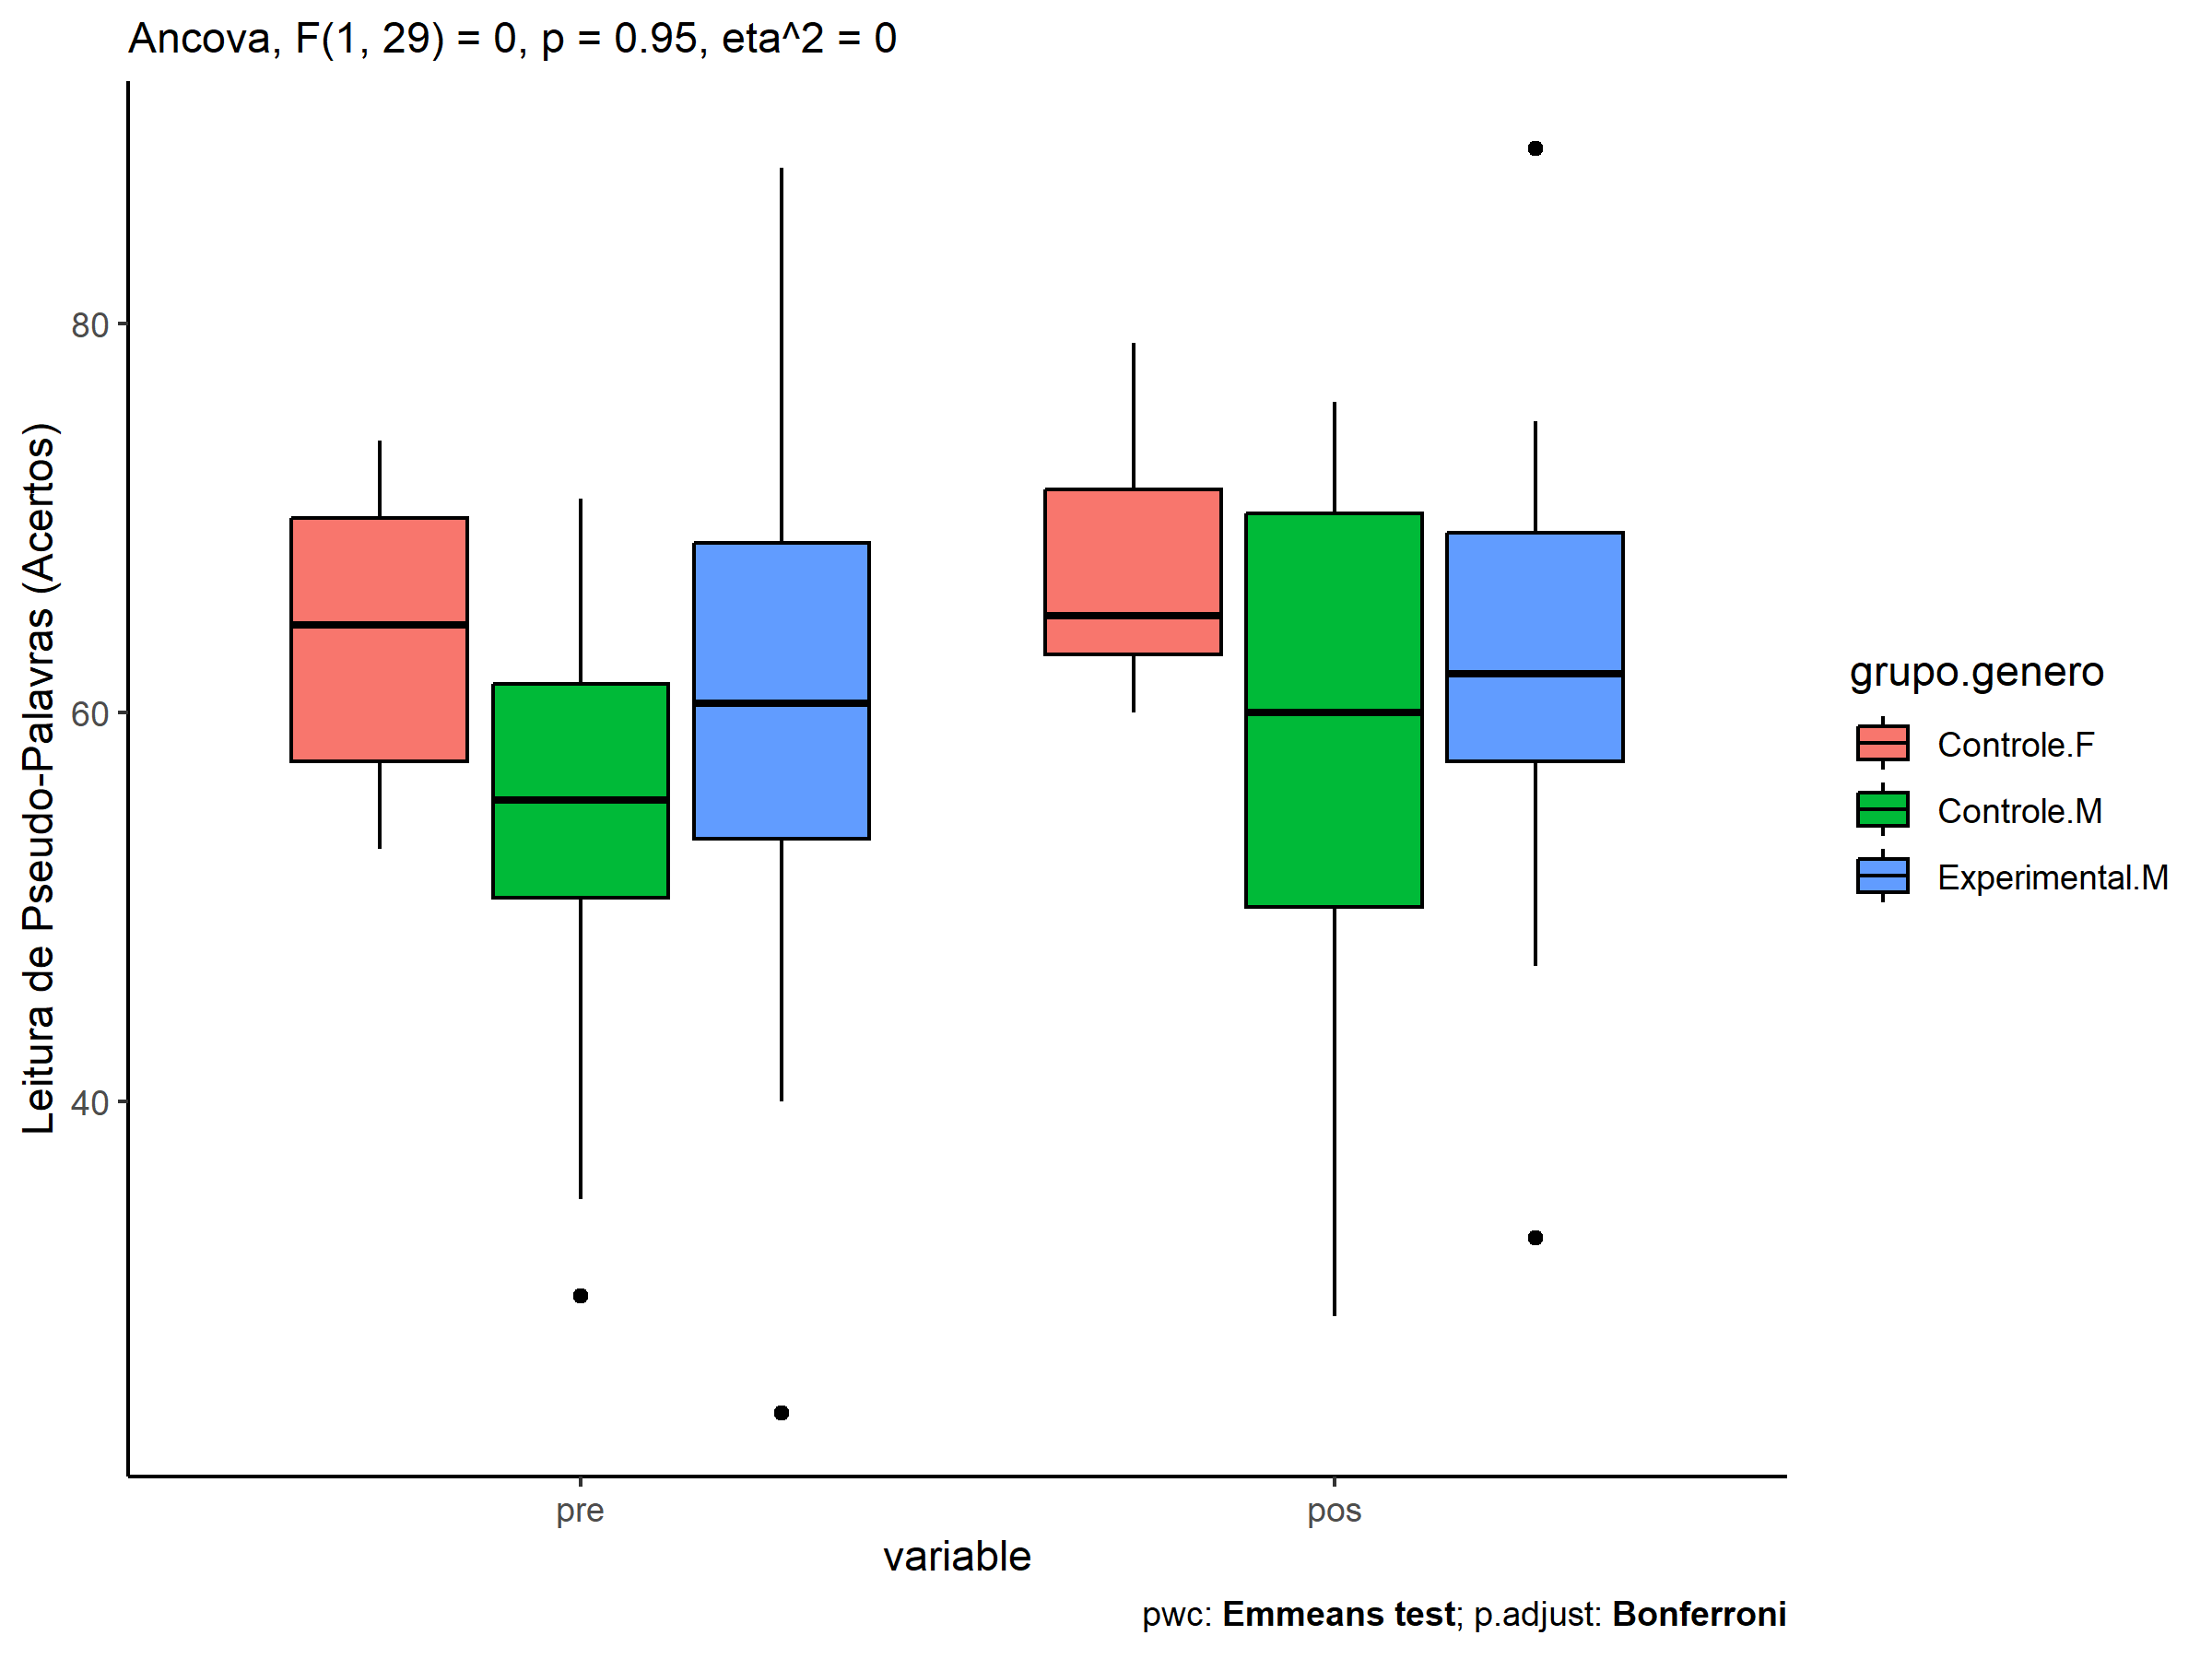 Ancova, F(1, 29) = 0, p = 0.95, eta^2 = 0
Leitura de Pseudo-Palavras (Acertos)
80
60
40
pre
pos
variable
grupo.genero
Controle.F
Controle.M
Experimental.M
pwc: Emmeans test; p.adjust: Bonferroni